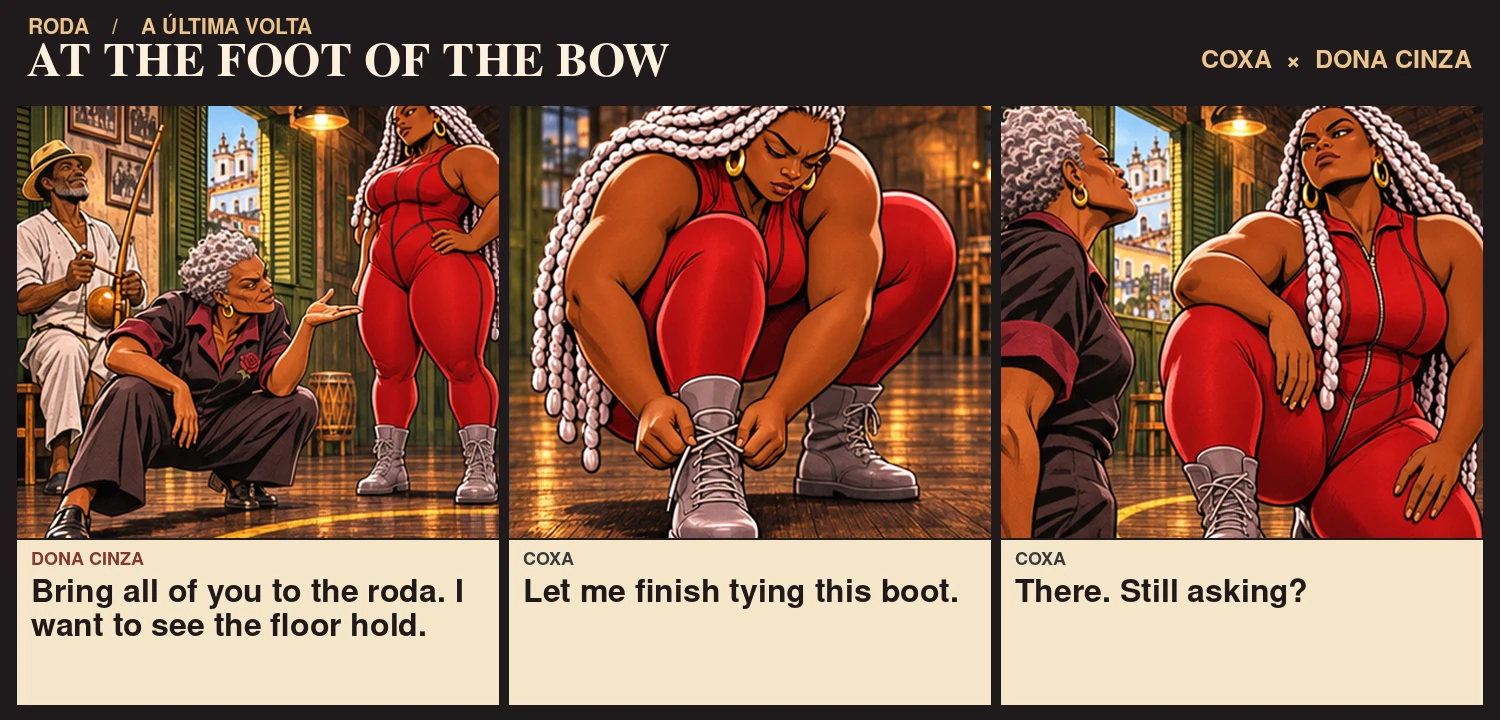 RODA / A ÚLTIMA VOLTA
AT THE FOOT OF THE BOW
COXA × DONA CINZA
DONA CINZA
Bring all of you to the roda. I
want to see the floor hold.
COXA
Let me finish tying this boot.
COXA
There. Still asking?